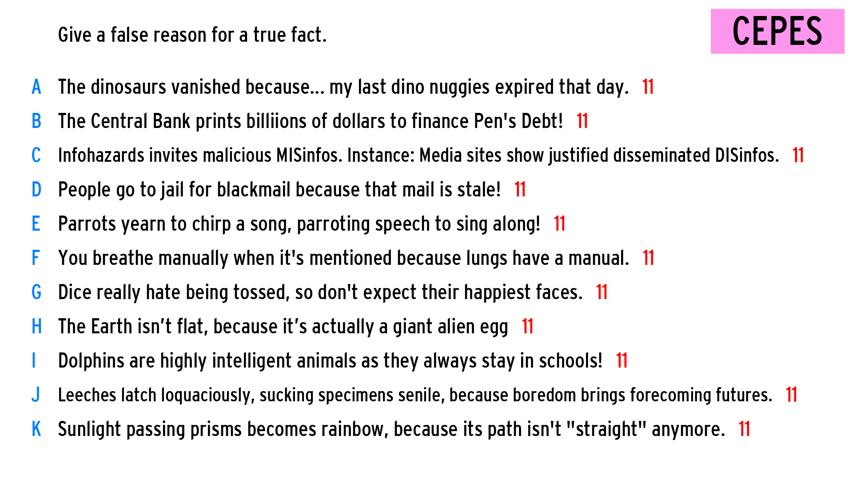 Give a false reason for a true fact.
CEPES
A The dinosaurs vanished because... my last dino nuggies expired that day. 11
B The Central Bank prints billiions of dollars to finance Pen's Debt! 11
C Infohazards invites malicious MISinfos. Instance: Media sites show justified disseminated DISinfos. 11
D People go to jail for blackmail because that mail is stale! 11
E Parrots yearn to chirp a song, parroting speech to sing along! 11
F You breathe manually when it's mentioned because lungs have a manual. 11
G Dice really hate being tossed, so don't expect their happiest faces. 11
H The Earth isn’t flat, because it’s actually a giant alien egg 11
I Dolphins are highly intelligent animals as they always stay in schools! 11
J Leeches latch loquaciously, sucking specimens senile, because boredom brings forecoming futures. 11
K Sunlight passing prisms becomes rainbow, because its path isn't "straight" anymore. 11